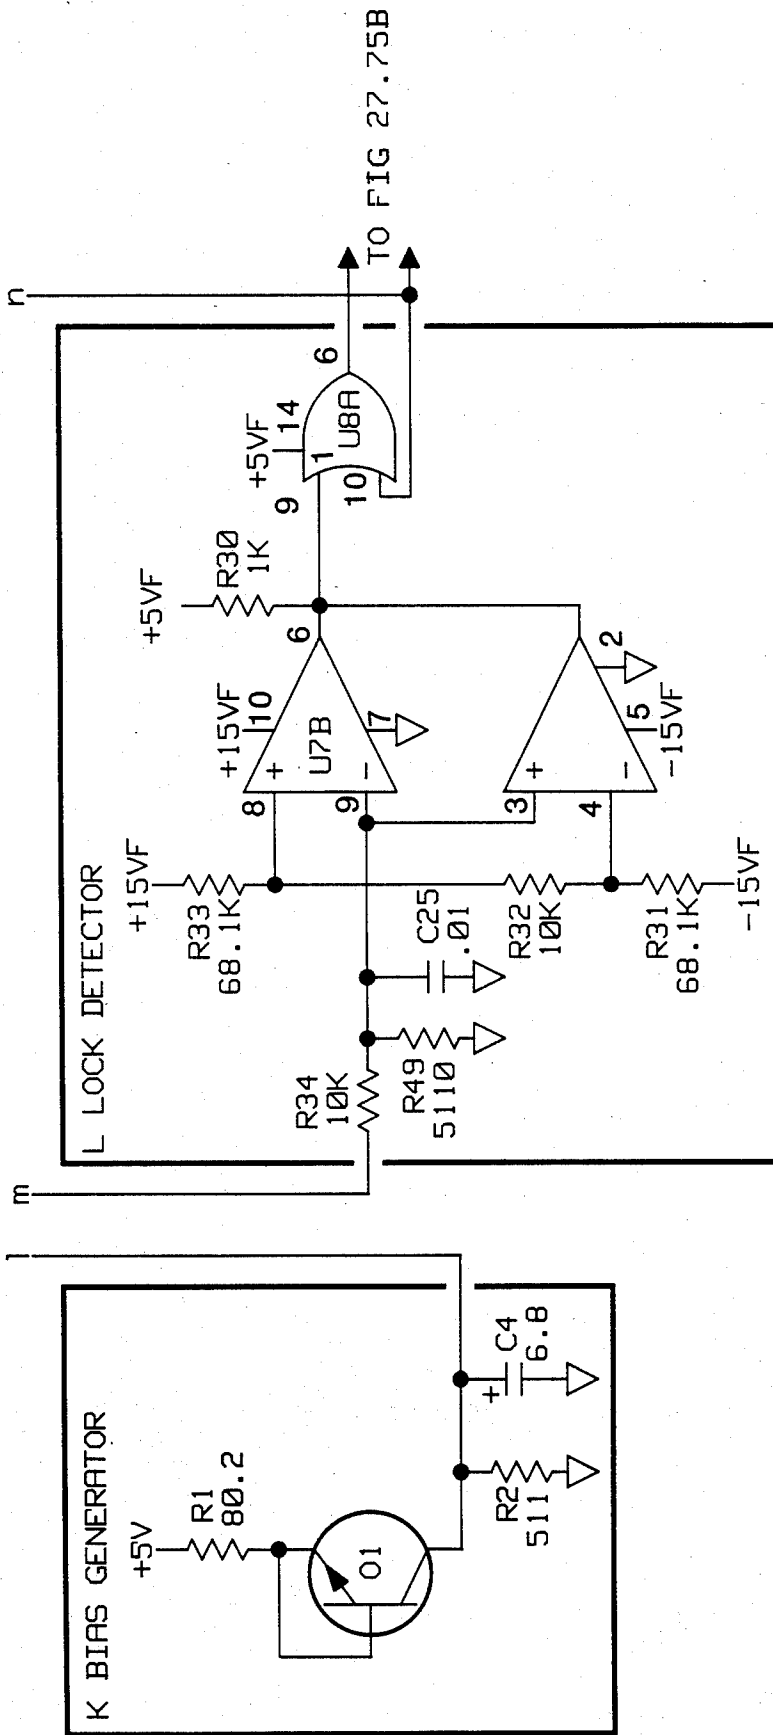 K BIAS GENERATOR
+5V
R1
80.2
Q1
R2
511
+
C4
6.8
l
m
L LOCK DETECTOR
R34
10K
R49
5110
C25
.01
+15VF
R33
68.1K
R32
10K
R31
68.1K
-15VF
8
9
+15VF
10
+
U7B
-
7
6
3
4
+
-
2
5
-15VF
+5VF
R30
1K
9
10
+5VF
14
1
U8A
6
n
TO FIG 27.75B